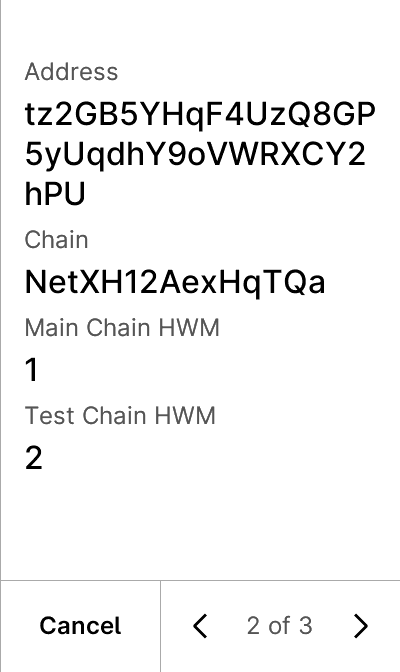 Address
tz2GB5YHqF4UzQ8GP
5yUqdhY9oVWRXCY2
hPU
Chain
NetXH12AexHqTQa
Main Chain HWM
1
Test Chain HWM
2
Cancel
2 of 3